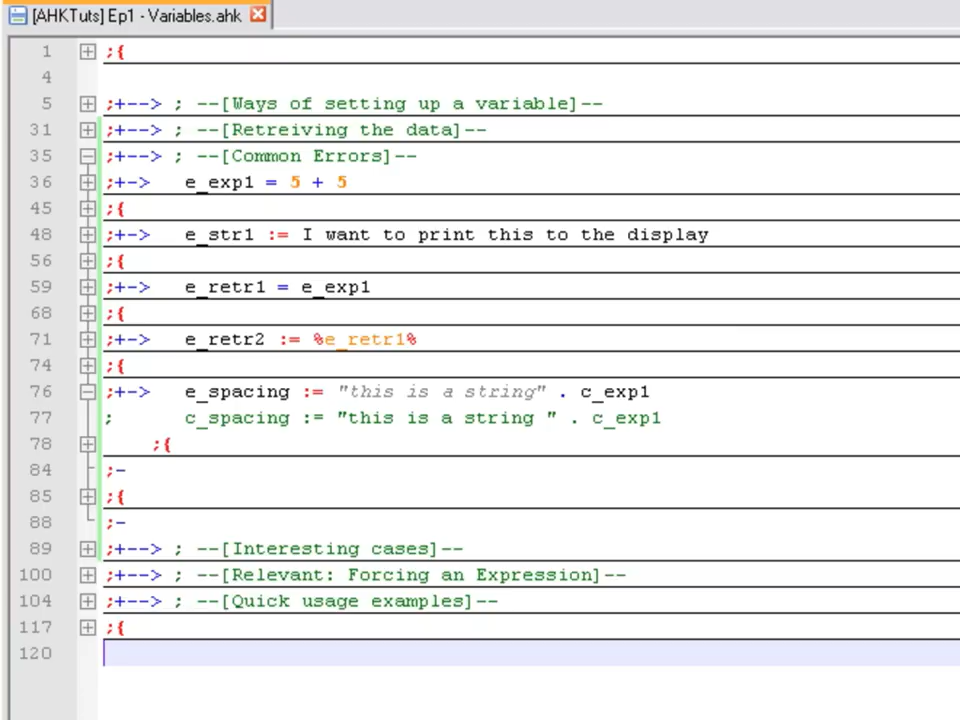 [AHKTuts] Ep1 - Variables.ahk
1 ;{
4
5 ;+--> ; --[Ways of setting up a variable]--
31 ;+--> ; --[Retreiving the data]--
35 ;+--> ; --[Common Errors]--
36 ;+-> e_exp1 = 5 + 5
45 ;{
48 ;+-> e_str1 := I want to print this to the display
56 ;{
59 ;+-> e_retr1 = e_exp1
68 ;{
71 ;+-> e_retr2 := %e_retr1%
74 ;{
76 ;+-> e_spacing := "this is a string" . c_exp1
77 ; c_spacing := "this is a string " . c_exp1
78 ;{
84 ;-
85 ;{
88 ;-
89 ;+--> ; --[Interesting cases]--
100 ;+--> ; --[Relevant: Forcing an Expression]--
104 ;+--> ; --[Quick usage examples]--
117 ;{
120